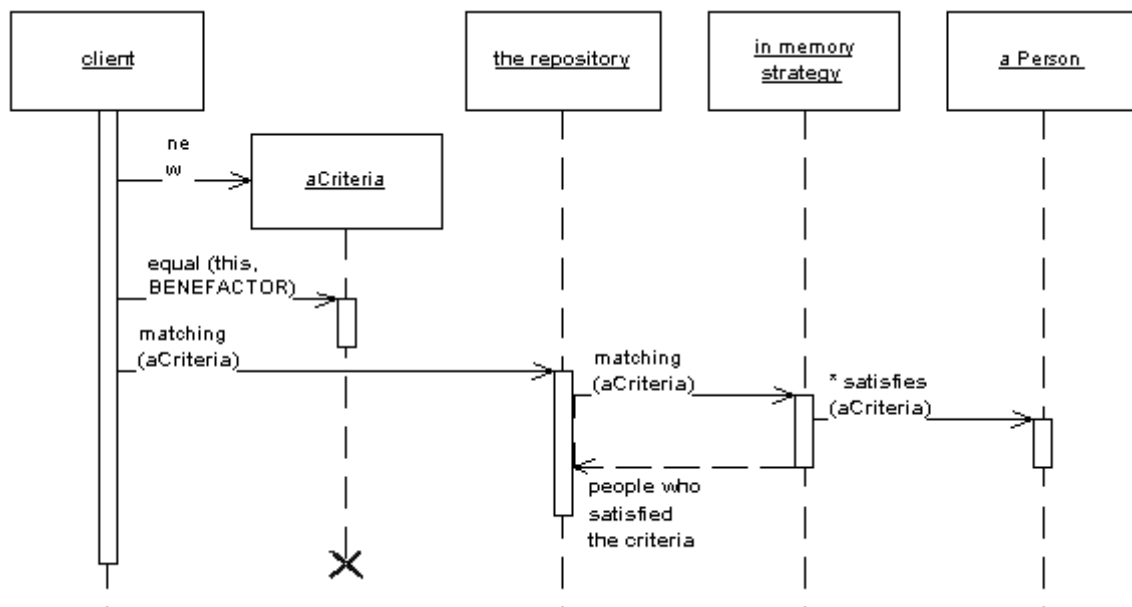 client
the repository
in memory
strategy
a Person
ne
w
aCriteria
equal (this,
BENEFACTOR)
matching
(aCriteria)
matching
(aCriteria)
* satisfies
(aCriteria)
people who
satisfied
the criteria